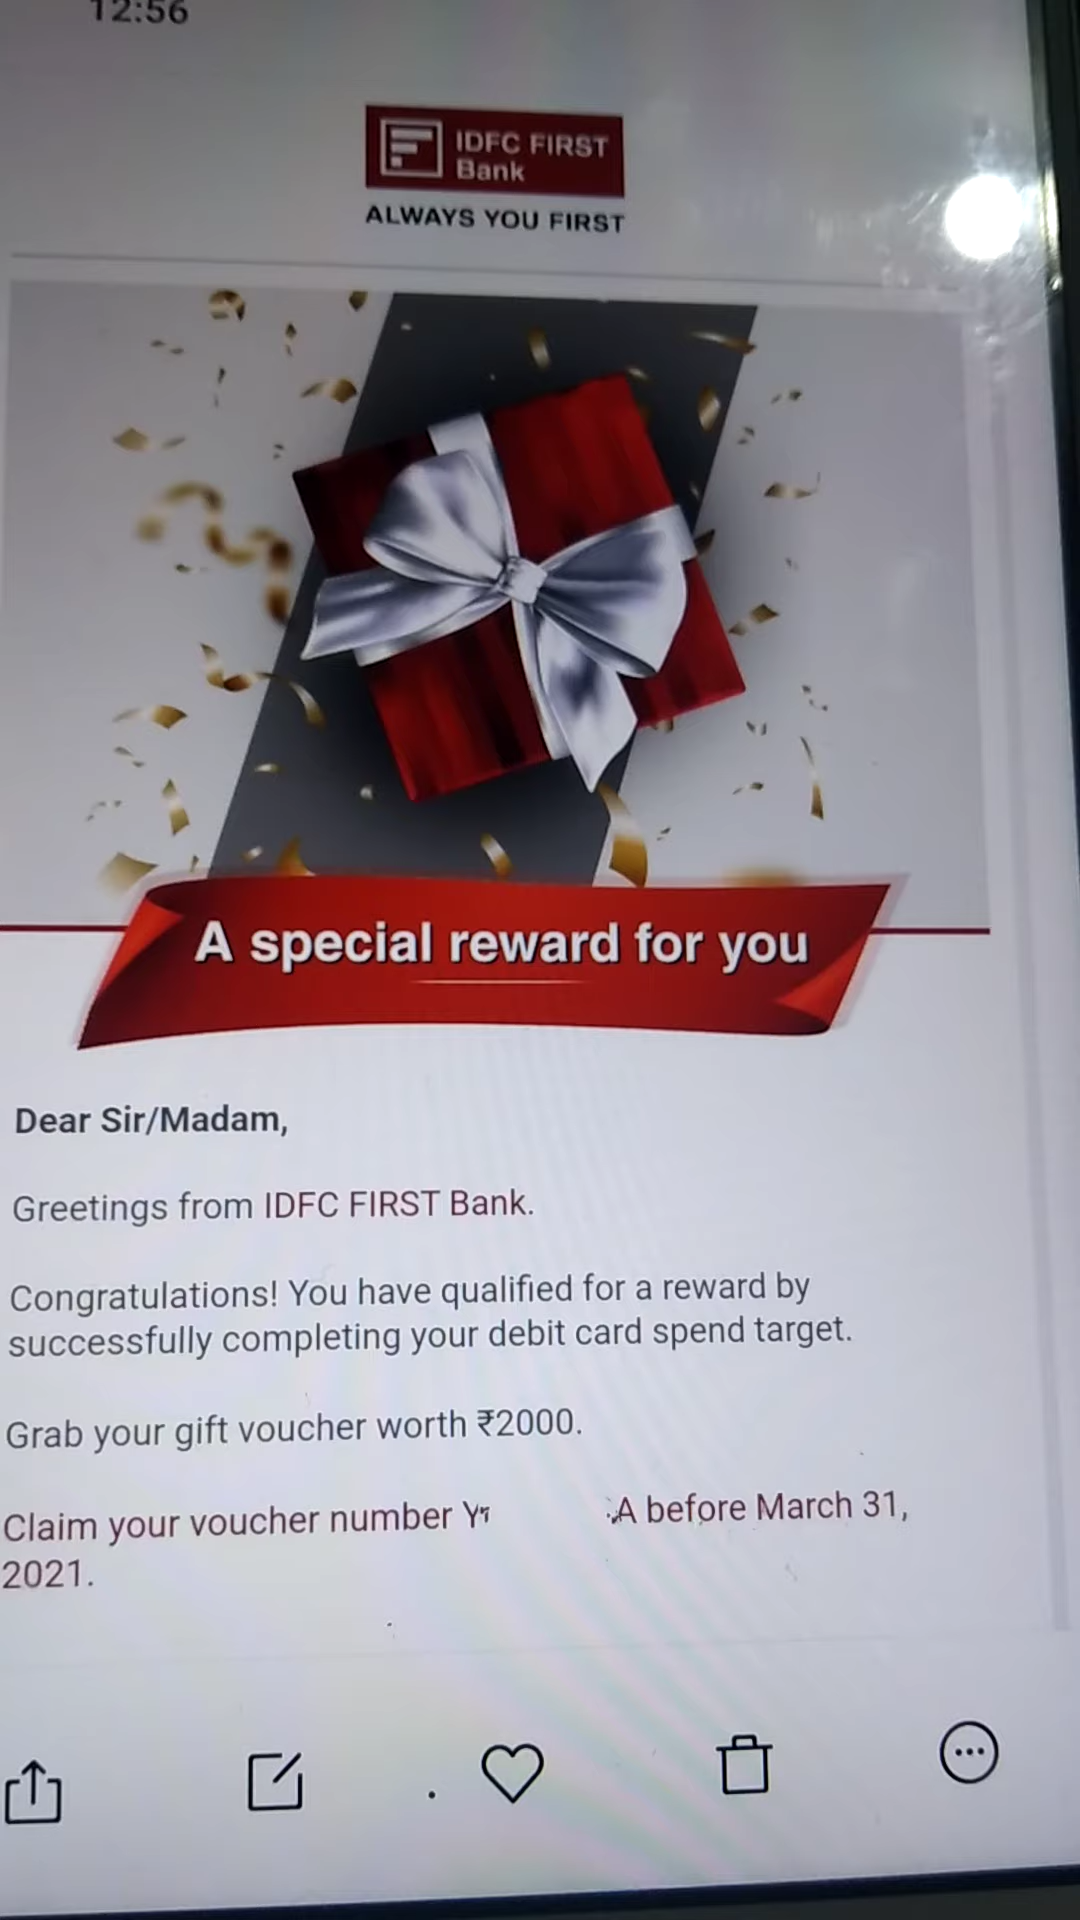 12:56
IDFC FIRST
Bank
ALWAYS YOU FIRST
A special reward for you
Dear Sir/Madam,
Greetings from IDFC FIRST Bank.
Congratulations! You have qualified for a reward by
successfully completing your debit card spend target.
Grab your gift voucher worth ₹2000.
Claim your voucher number A before March 31,
2021.